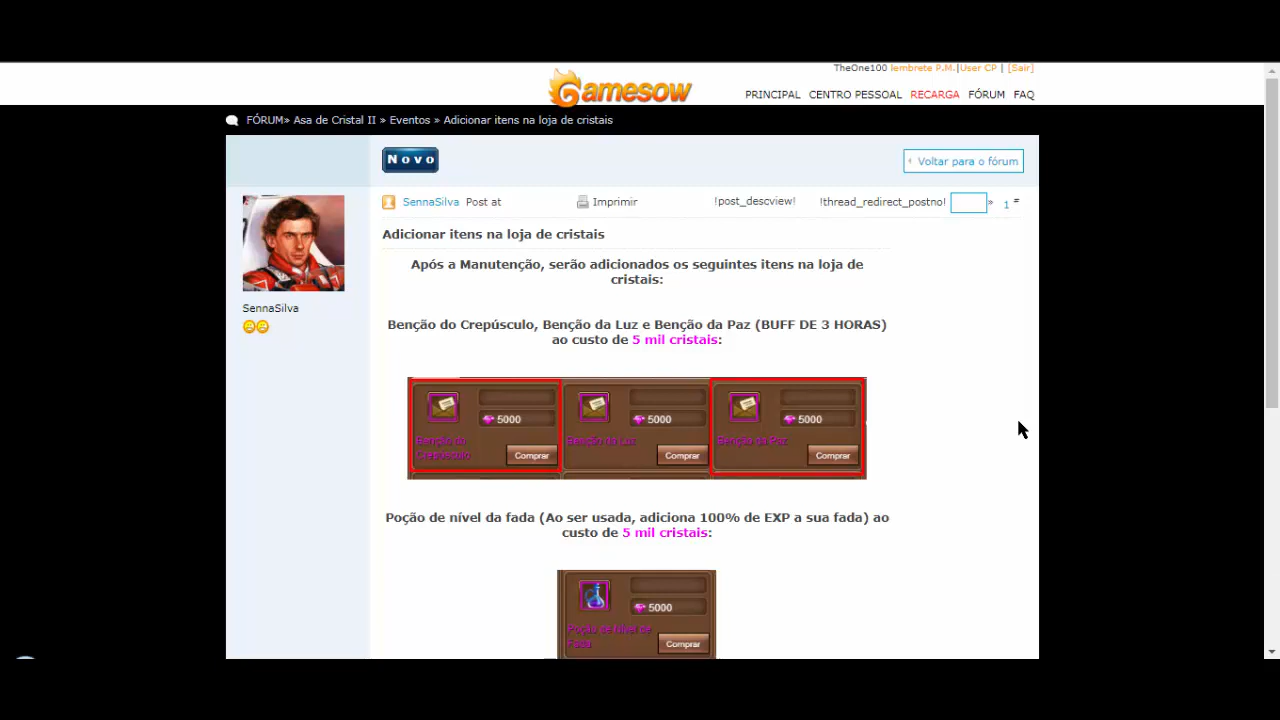 TheOne100 lembrete P.M.|User CP | [Sair]
Gamesow
PRINCIPAL CENTRO PESSOAL RECARGA FÓRUM FAQ
FÓRUM» Asa de Cristal II » Eventos » Adicionar itens na loja de cristais
Novo
Voltar para o fórum
SennaSilva Post at Imprimir !post_descview! !thread_redirect_postno! » 1 #
SennaSilva
Adicionar itens na loja de cristais
Após a Manutenção, serão adicionados os seguintes itens na loja de
cristais:
Benção do Crepúsculo, Benção da Luz e Benção da Paz (BUFF DE 3 HORAS)
ao custo de 5 mil cristais:
5000 5000 5000
Benção do Benção da Luz Benção da Paz
Crepúsculo Comprar Comprar Comprar
Poção de nível da fada (Ao ser usada, adiciona 100% de EXP a sua fada) ao
custo de 5 mil cristais:
5000
Poção de Nível de
Fada Comprar